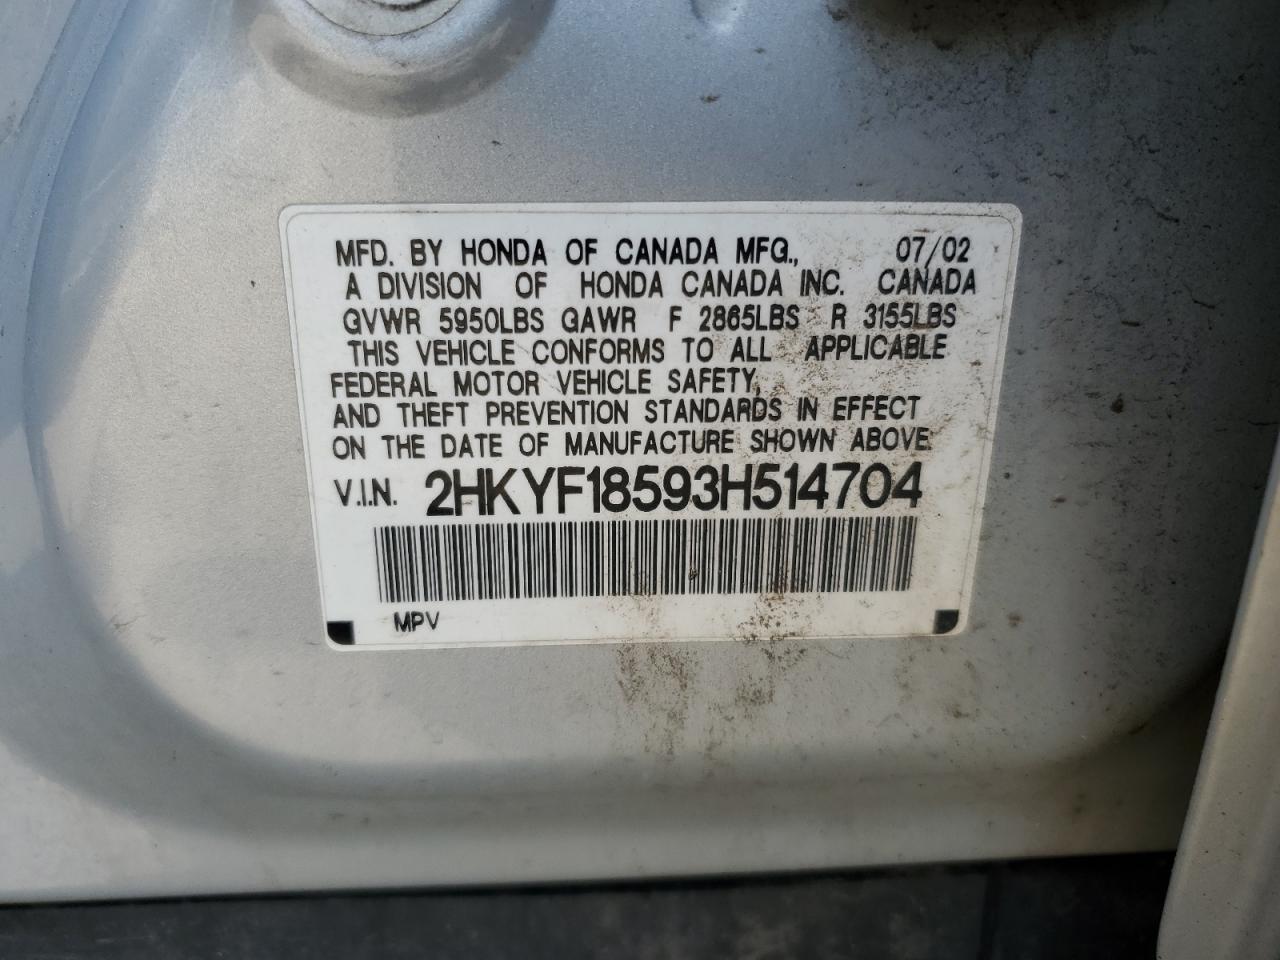 MFD. BY HONDA OF CANADA MFG., 07/02
A DIVISION OF HONDA CANADA INC. CANADA
GVWR 5950LBS GAWR F 2865LBS R 3155LBS
THIS VEHICLE CONFORMS TO ALL APPLICABLE
FEDERAL MOTOR VEHICLE SAFETY,
AND THEFT PREVENTION STANDARDS IN EFFECT
ON THE DATE OF MANUFACTURE SHOWN ABOVE.
V.I.N. 2HKYF18593H514704
MPV